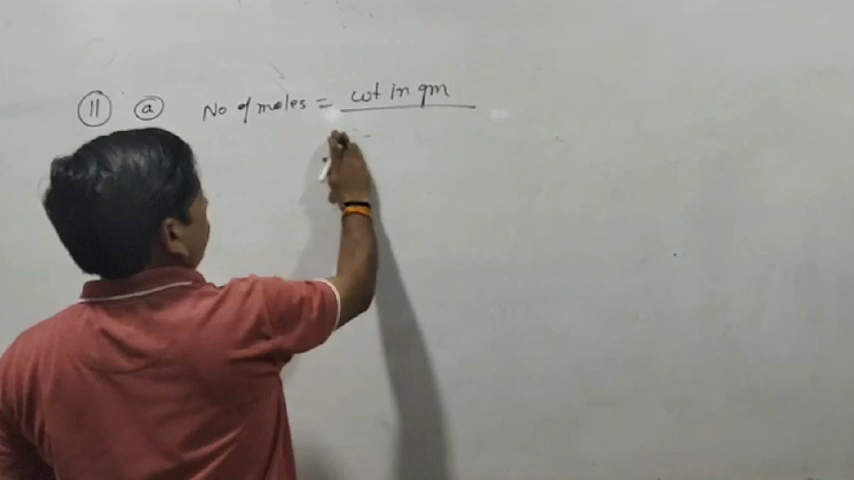 11 a No of moles = wt in gm